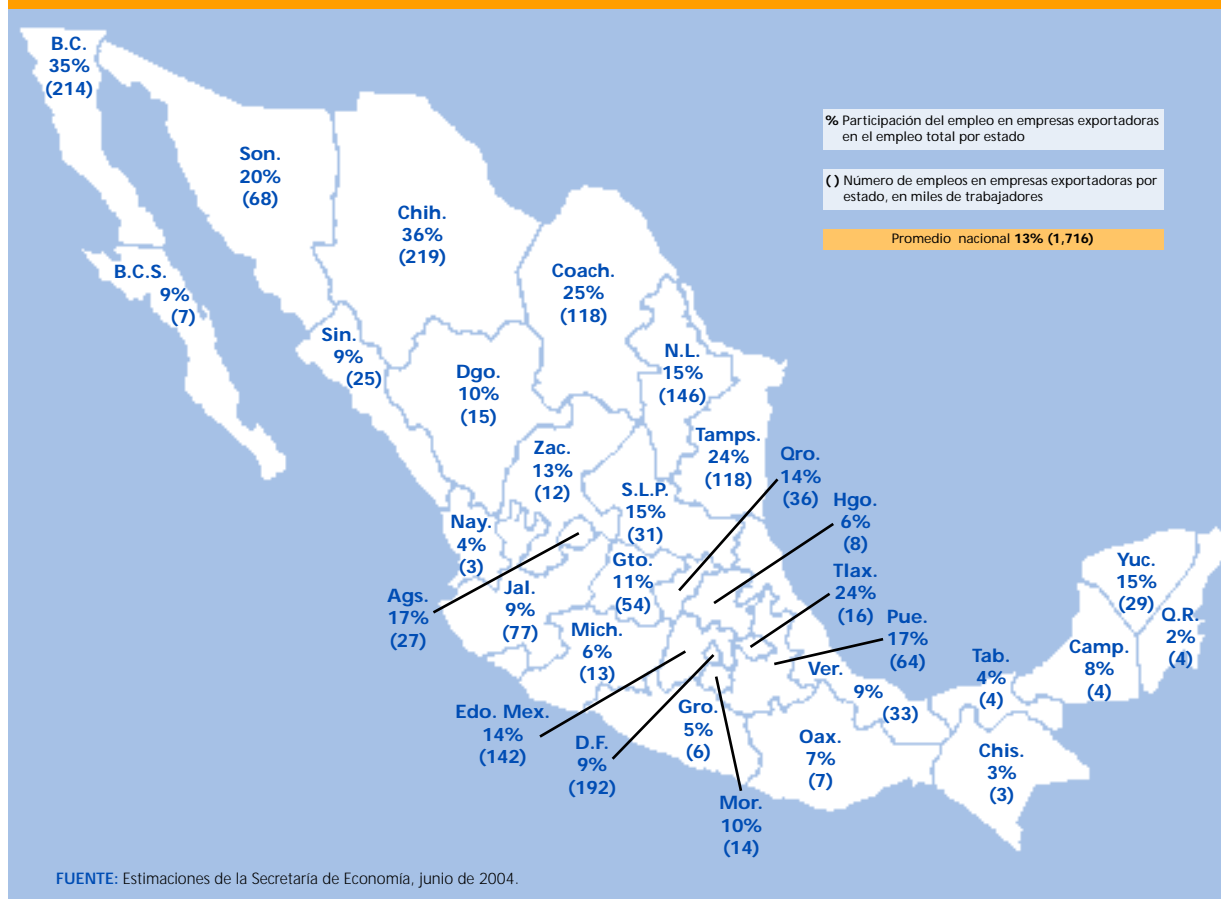 B.C.
35%
(214)
Son.
20%
(68)
Chih.
36%
(219)
% Participación del empleo en empresas exportadoras
en el empleo total por estado
( ) Número de empleos en empresas exportadoras por
estado, en miles de trabajadores
Promedio nacional 13% (1,716)
B.C.S.
9%
(7)
Coach.
25%
(118)
Sin.
9%
(25)
Dgo.
10%
(15)
N.L.
15%
(146)
Zac.
13%
(12)
Tamps.
24%
(118)
S.L.P.
15%
(31)
Qro.
14%
(36)
Hgo.
6%
(8)
Nay.
4%
(3)
Gto.
11%
(54)
Tlax.
24%
(16)
Yuc.
15%
(29)
Ags.
17%
(27)
Jal.
9%
(77)
Mich.
6%
(13)
Pue.
17%
(64)
Q.R.
2%
(4)
Camp.
8%
(4)
Tab.
4%
(4)
Ver.
9%
(33)
Edo. Mex.
14%
(142)
D.F.
9%
(192)
Gro.
5%
(6)
Oax.
7%
(7)
Chis.
3%
(3)
Mor.
10%
(14)
FUENTE: Estimaciones de la Secretaría de Economía, junio de 2004.